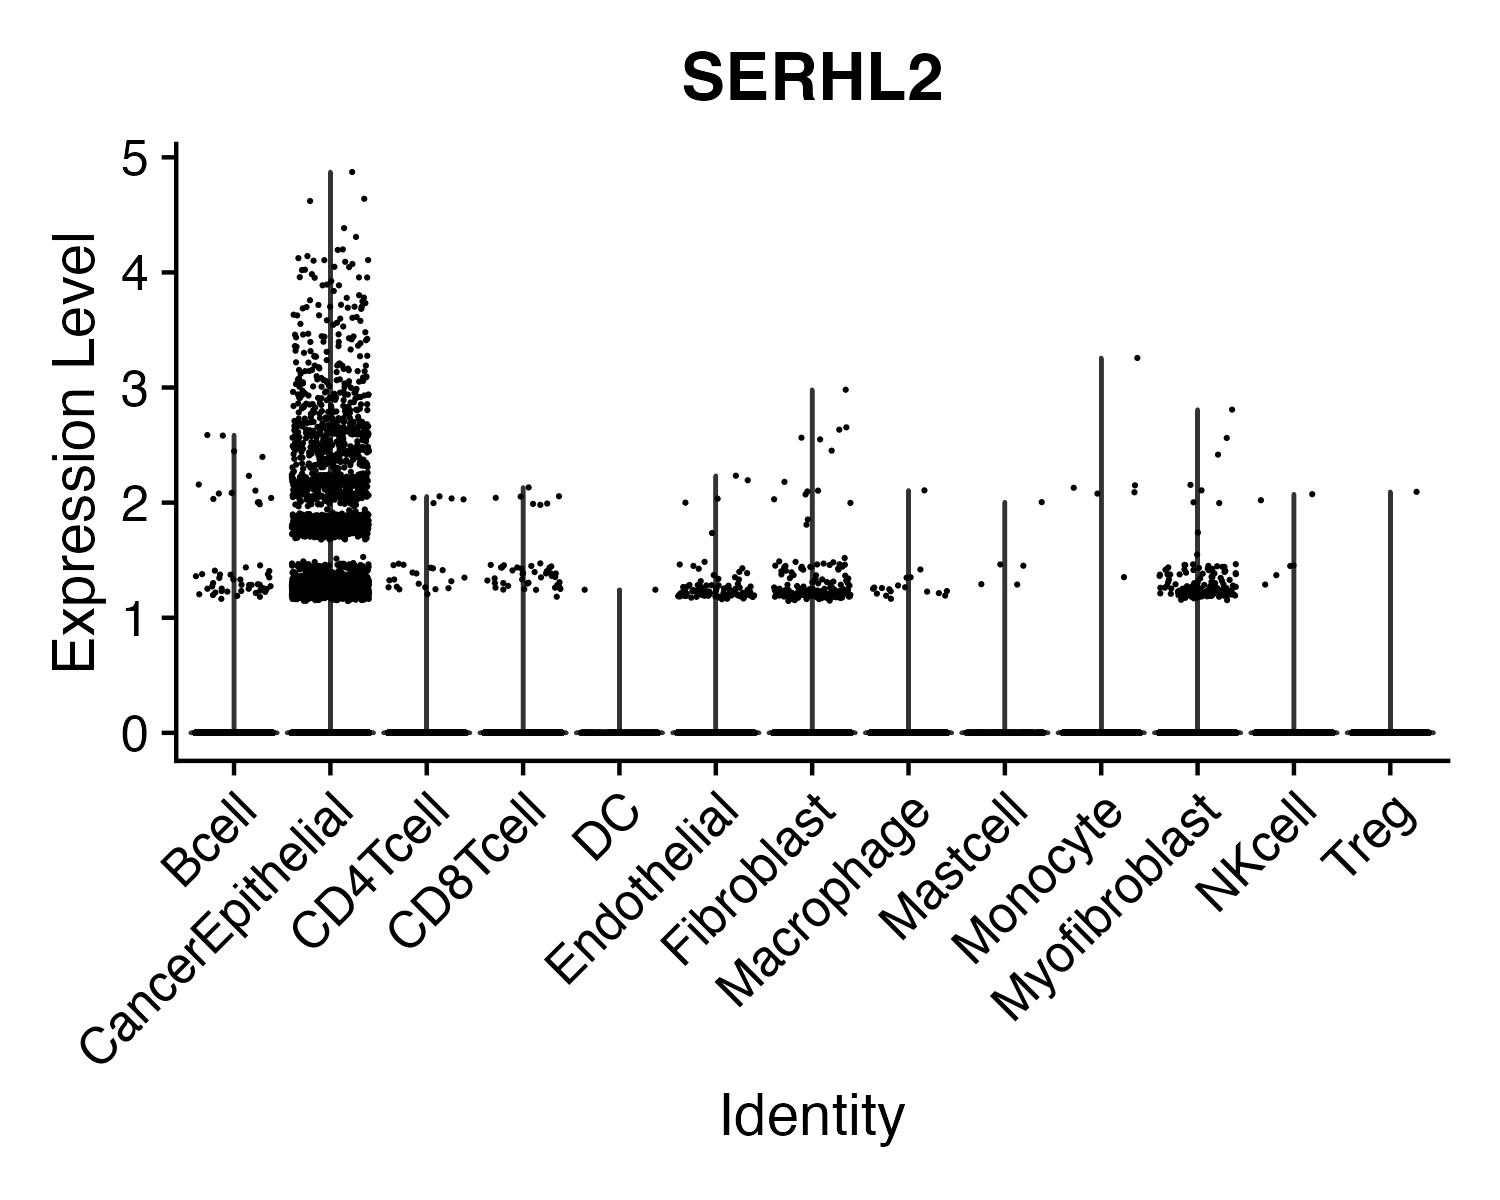 SERHL2
Expression Level
5
4
3
2
1
0
Bcell
CancerEpithelial
CD4Tcell
CD8Tcell
DC
Endothelial
Fibroblast
Macrophage
Mastcell
Monocyte
Myofibroblast
NKcell
Treg
Identity